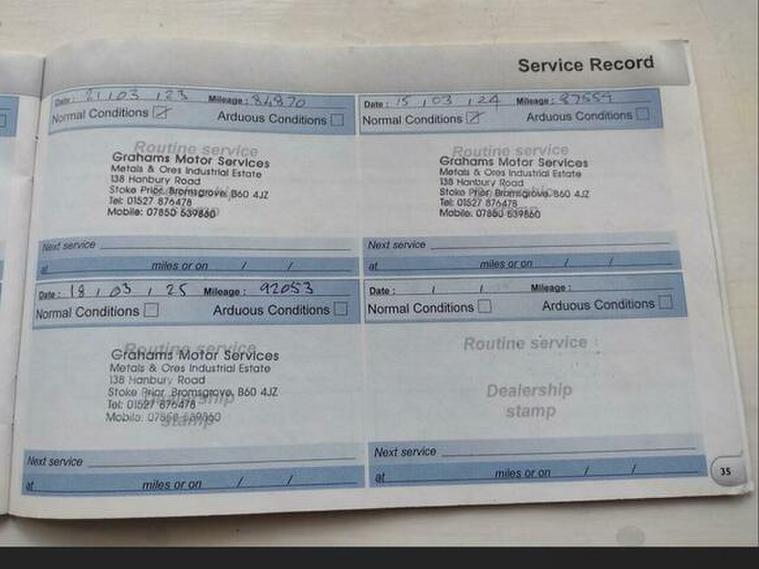 Service Record
Date : 21 / 03 / 23 Mileage : 84870
Normal Conditions Arduous Conditions
Routine service
Grahams Motor Services
Metals & Ores Industrial Estate
138 Hanbury Road
Stoke Prior, Bromsgrove, B60 4JZ
Tel: 01527 876478
Mobile: 07850 539860
Next service
at miles or on / /
Date : 15 / 03 / 24 Mileage : 87554
Normal Conditions Arduous Conditions
Routine service
Grahams Motor Services
Metals & Ores Industrial Estate
138 Hanbury Road
Stoke Prior, Bromsgrove, B60 4JZ
Tel: 01527 876478
Mobile: 07850 539860
Next service
at miles or on / /
Date : 18 / 03 / 25 Mileage : 92053
Normal Conditions Arduous Conditions
Routine service
Grahams Motor Services
Metals & Ores Industrial Estate
138 Hanbury Road
Stoke Prior, Bromsgrove, B60 4JZ
Dealership
Tel: 01527 876478
Mobile: 07850 539860
stamp
Next service
at miles or on / /
Date : / / Mileage :
Normal Conditions Arduous Conditions
Routine service
Dealership
stamp
Next service
at miles or on / /
35